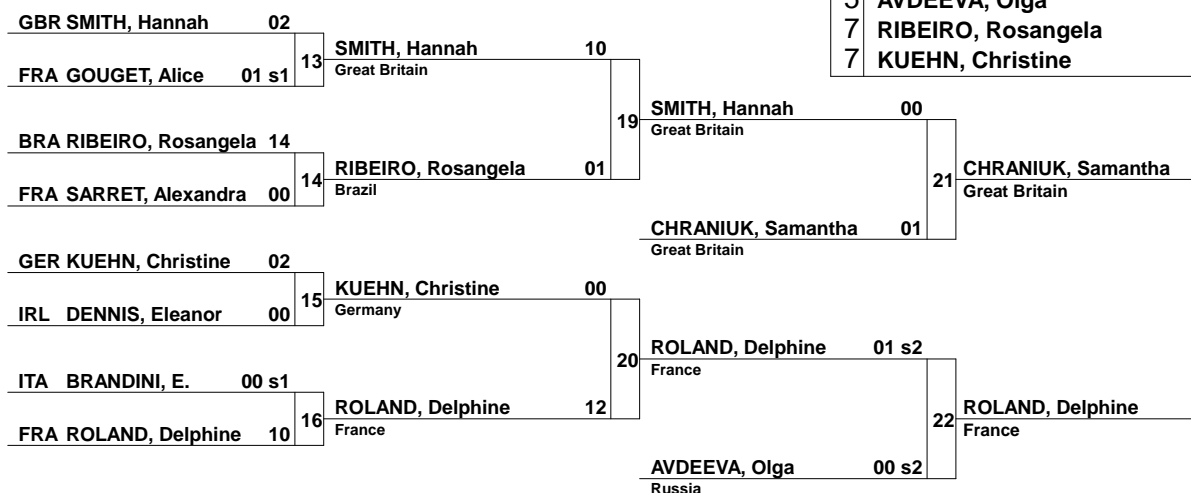 5 AVDEEVA, Olga
7 RIBEIRO, Rosangela
7 KUEHN, Christine
GBR SMITH, Hannah 02
13
FRA GOUGET, Alice 01 s1
BRA RIBEIRO, Rosangela 14
14
FRA SARRET, Alexandra 00
GER KUEHN, Christine 02
15
IRL DENNIS, Eleanor 00
ITA BRANDINI, E. 00 s1
16
FRA ROLAND, Delphine 10
SMITH, Hannah 10
Great Britain
19
RIBEIRO, Rosangela 01
Brazil
KUEHN, Christine 00
Germany
20
ROLAND, Delphine 12
France
SMITH, Hannah 00
Great Britain
21
CHRANIUK, Samantha 01
Great Britain
ROLAND, Delphine 01 s2
France
22
AVDEEVA, Olga 00 s2
Russia
CHRANIUK, Samantha
Great Britain
ROLAND, Delphine
France